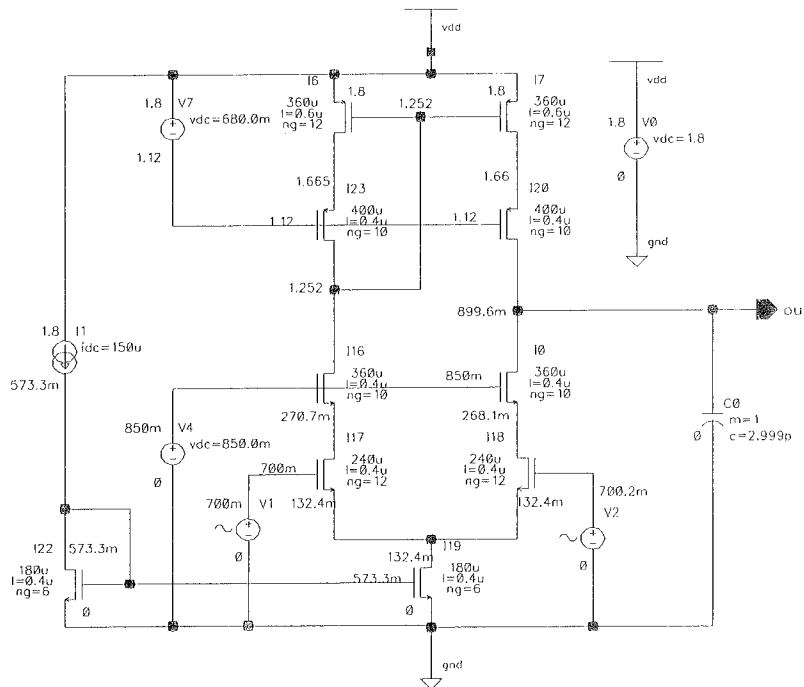 vdd
I6
I7
vdd
1.8
V7
vdc=680.0m
1.12
360u
l=0.6u
ng=12
1.8
1.252
1.8
360u
l=0.6u
ng=12
1.8
V0
vdc=1.8
0
gnd
1.665
I23
1.66
I20
1.12
400u
l=0.4u
ng=10
1.12
400u
l=0.4u
ng=10
1.252
899.6m
ou
1.8
I1
idc=150u
573.3m
I16
360u
l=0.4u
ng=10
850m
I0
360u
l=0.4u
ng=10
270.7m
268.1m
C0
m=1
c=2.999p
0
850m
V4
vdc=850.0m
0
I17
240u
l=0.4u
ng=12
I18
240u
l=0.4u
ng=12
700m
700m
V1
0
132.4m
132.4m
700.2m
V2
0
I22
573.3m
180u
l=0.4u
ng=6
0
132.4m
I19
573.3m
180u
l=0.4u
ng=6
0
gnd